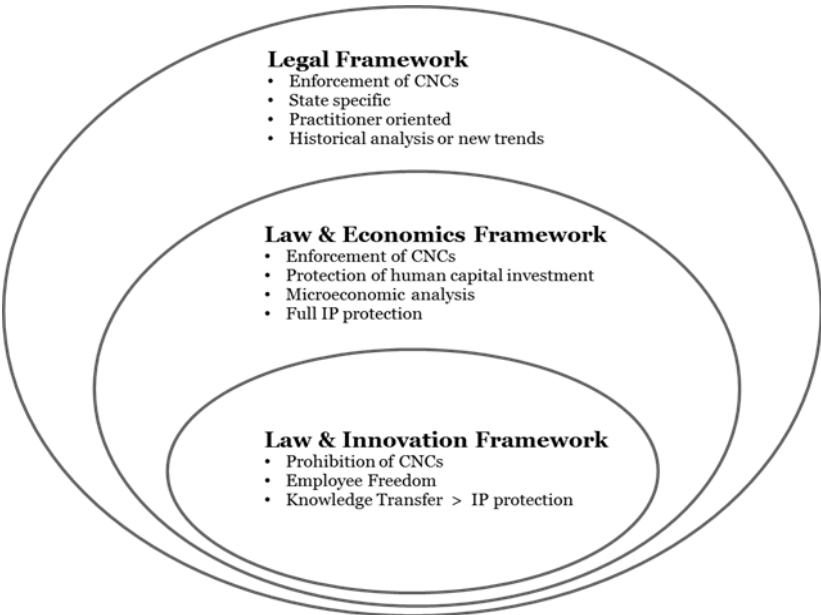 Legal Framework
• Enforcement of CNCs
• State specific
• Practitioner oriented
• Historical analysis or new trends
Law & Economics Framework
• Enforcement of CNCs
• Protection of human capital investment
• Microeconomic analysis
• Full IP protection
Law & Innovation Framework
• Prohibition of CNCs
• Employee Freedom
• Knowledge Transfer > IP protection